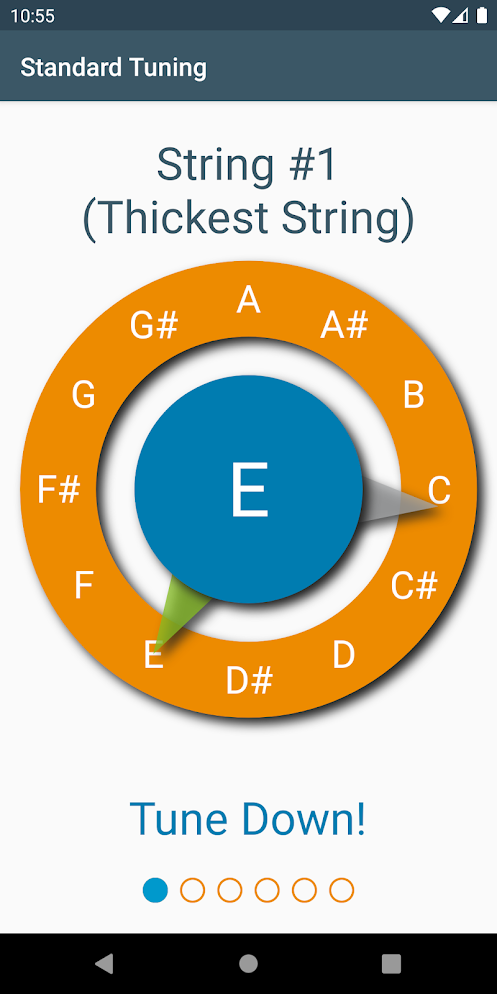 10:55
Standard Tuning
String #1
(Thickest String)
A
G#
A#
G
B
E
F#
C
F
C#
E
D
D#
Tune Down!